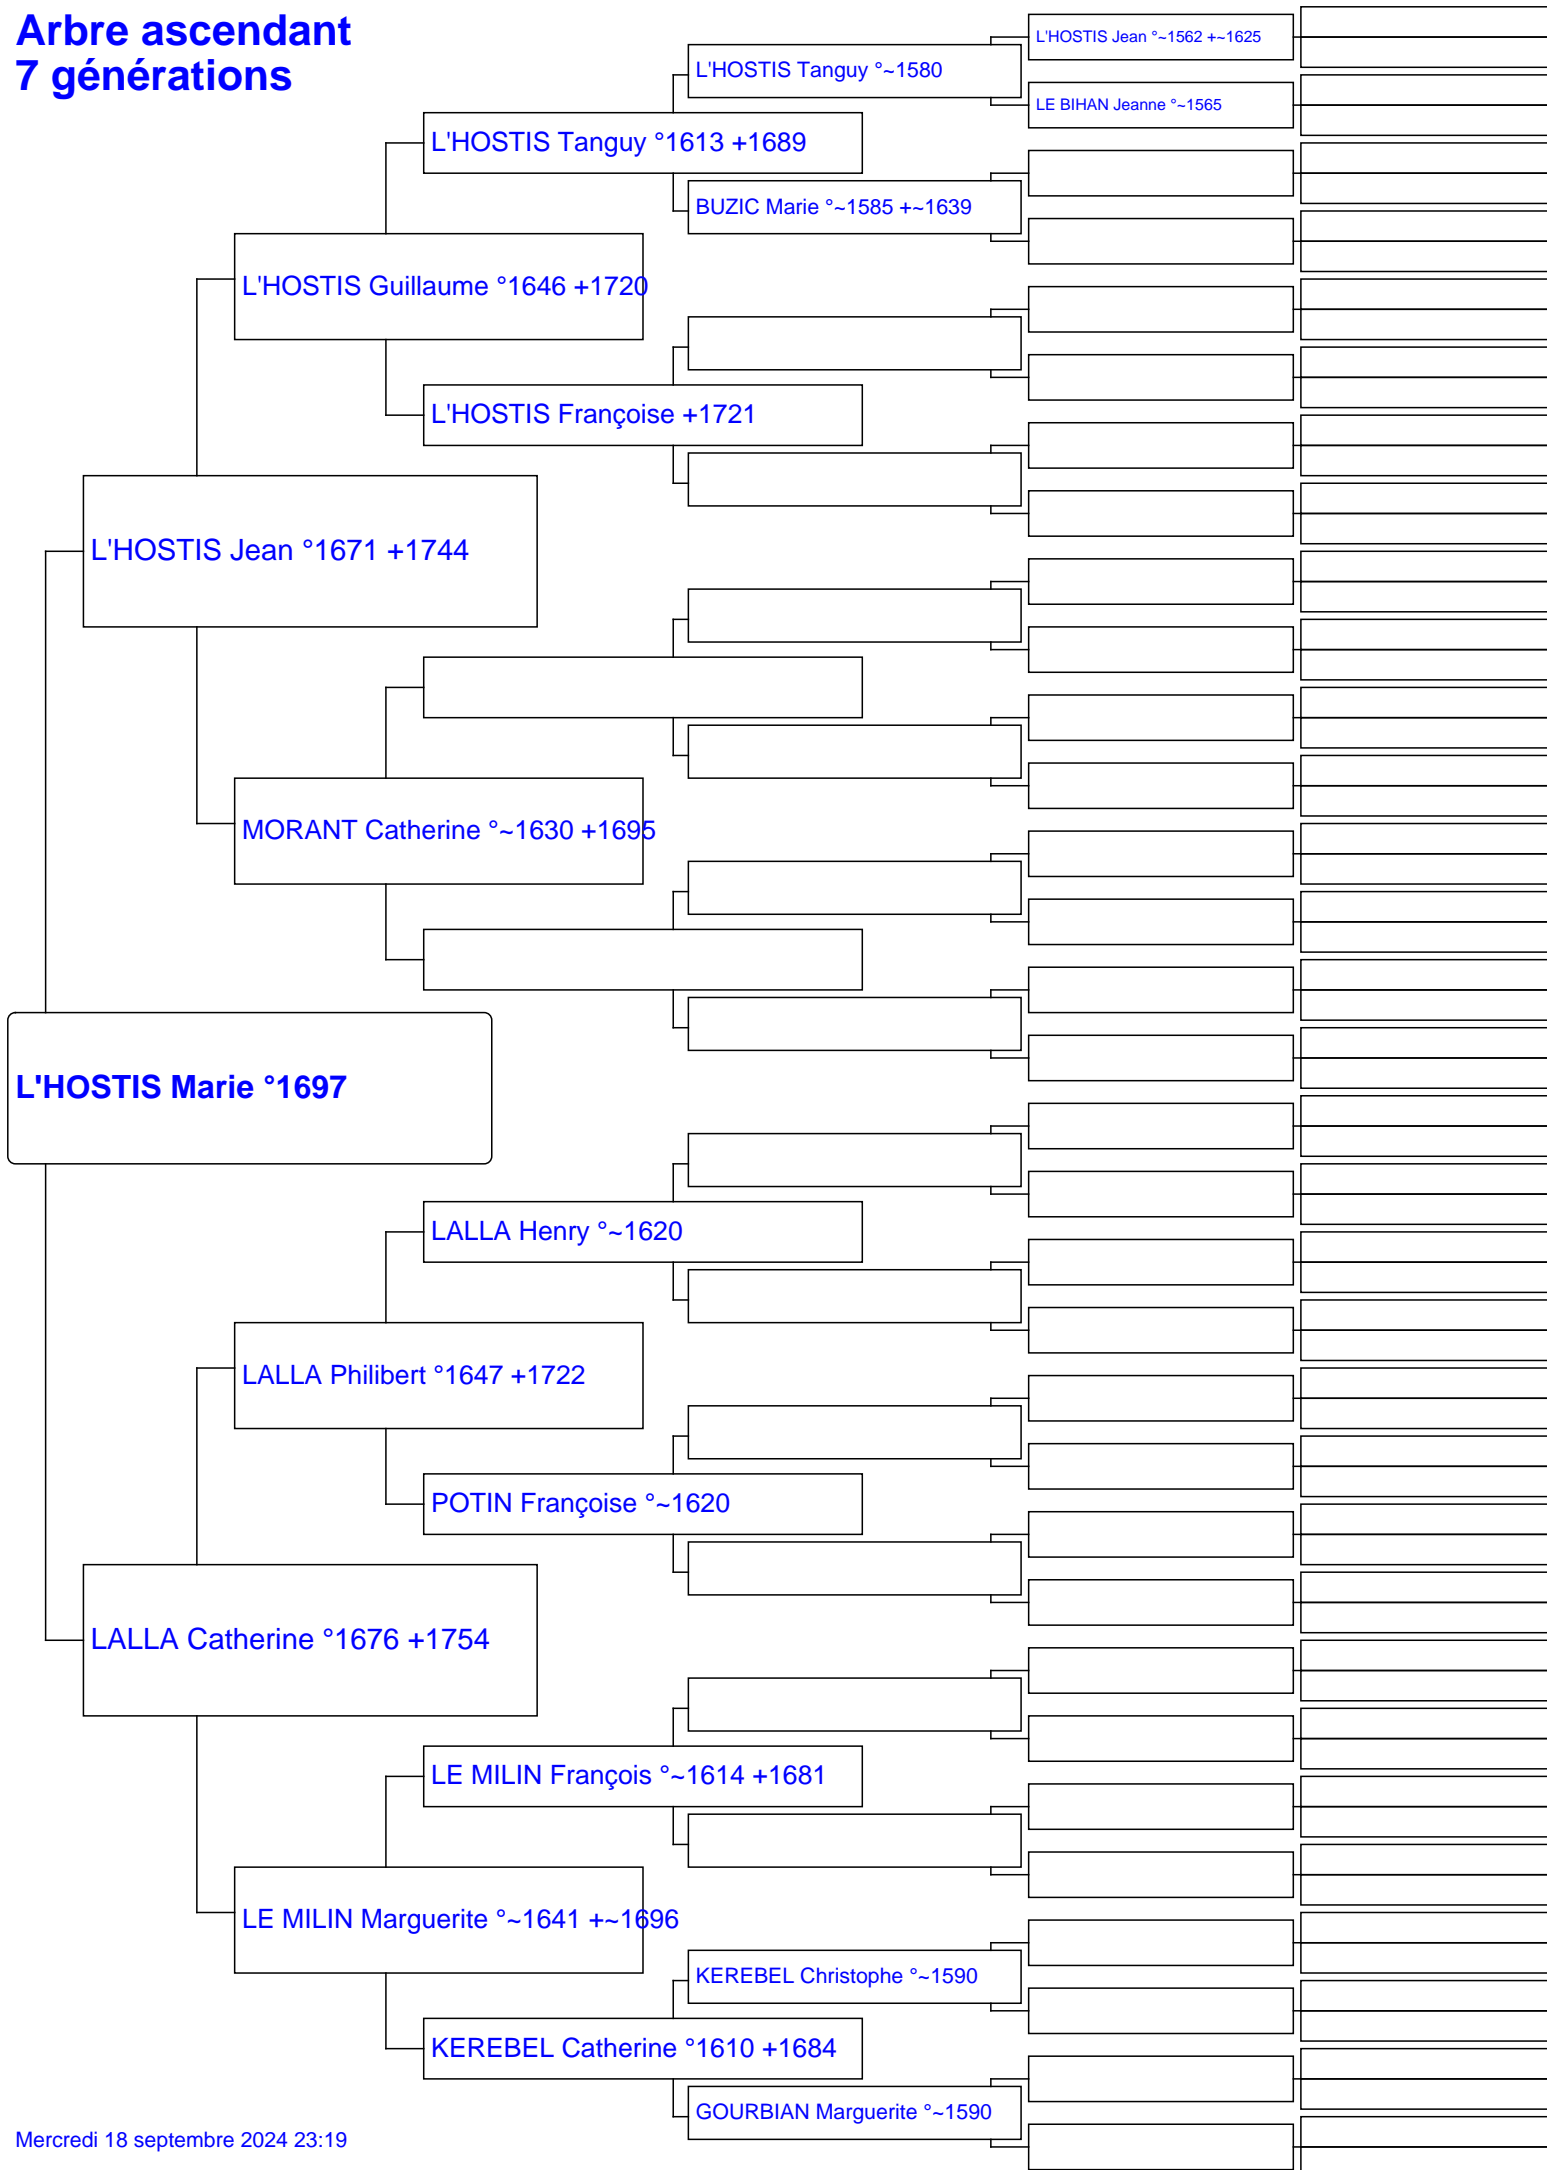 Arbre ascendant
7 générations
L'HOSTIS Jean °~1562 +~1625
L'HOSTIS Tanguy °~1580
LE BIHAN Jeanne °~1565
L'HOSTIS Tanguy °1613 +1689
BUZIC Marie °~1585 +~1639
L'HOSTIS Guillaume °1646 +1720
L'HOSTIS Françoise +1721
L'HOSTIS Jean °1671 +1744
MORANT Catherine °~1630 +1695
L'HOSTIS Marie °1697
LALLA Henry °~1620
LALLA Philibert °1647 +1722
POTIN Françoise °~1620
LALLA Catherine °1676 +1754
LE MILIN François °~1614 +1681
LE MILIN Marguerite °~1641 +~1696
KEREBEL Christophe °~1590
KEREBEL Catherine °1610 +1684
GOURBIAN Marguerite °~1590
Mercredi 18 septembre 2024 23:19